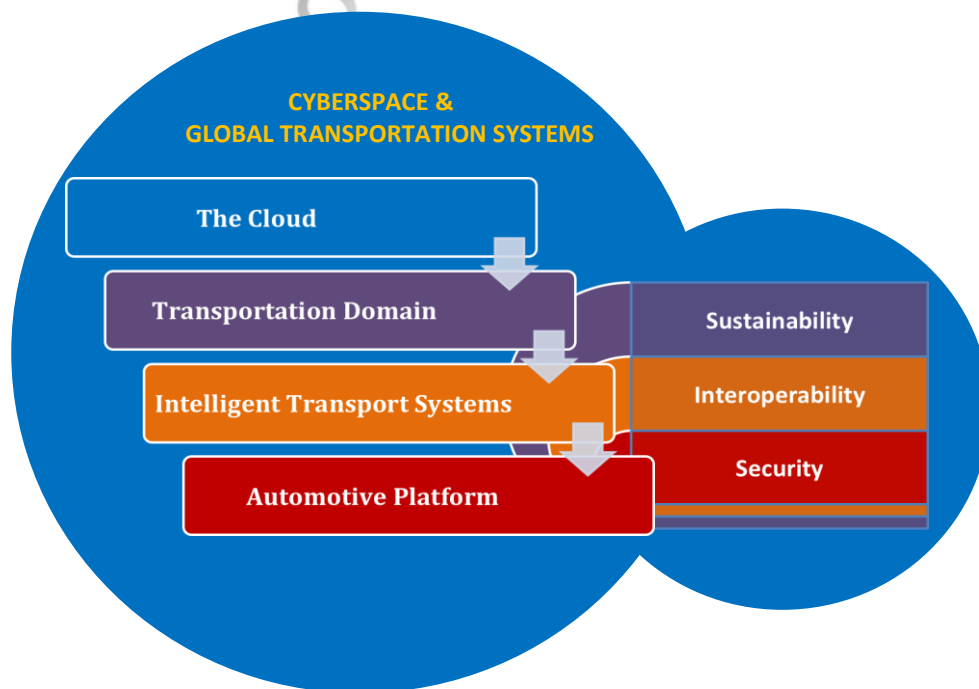 CYBERSPACE &
GLOBAL TRANSPORTATION SYSTEMS
The Cloud
Transportation Domain
Intelligent Transport Systems
Automotive Platform
Sustainability
Interoperability
Security